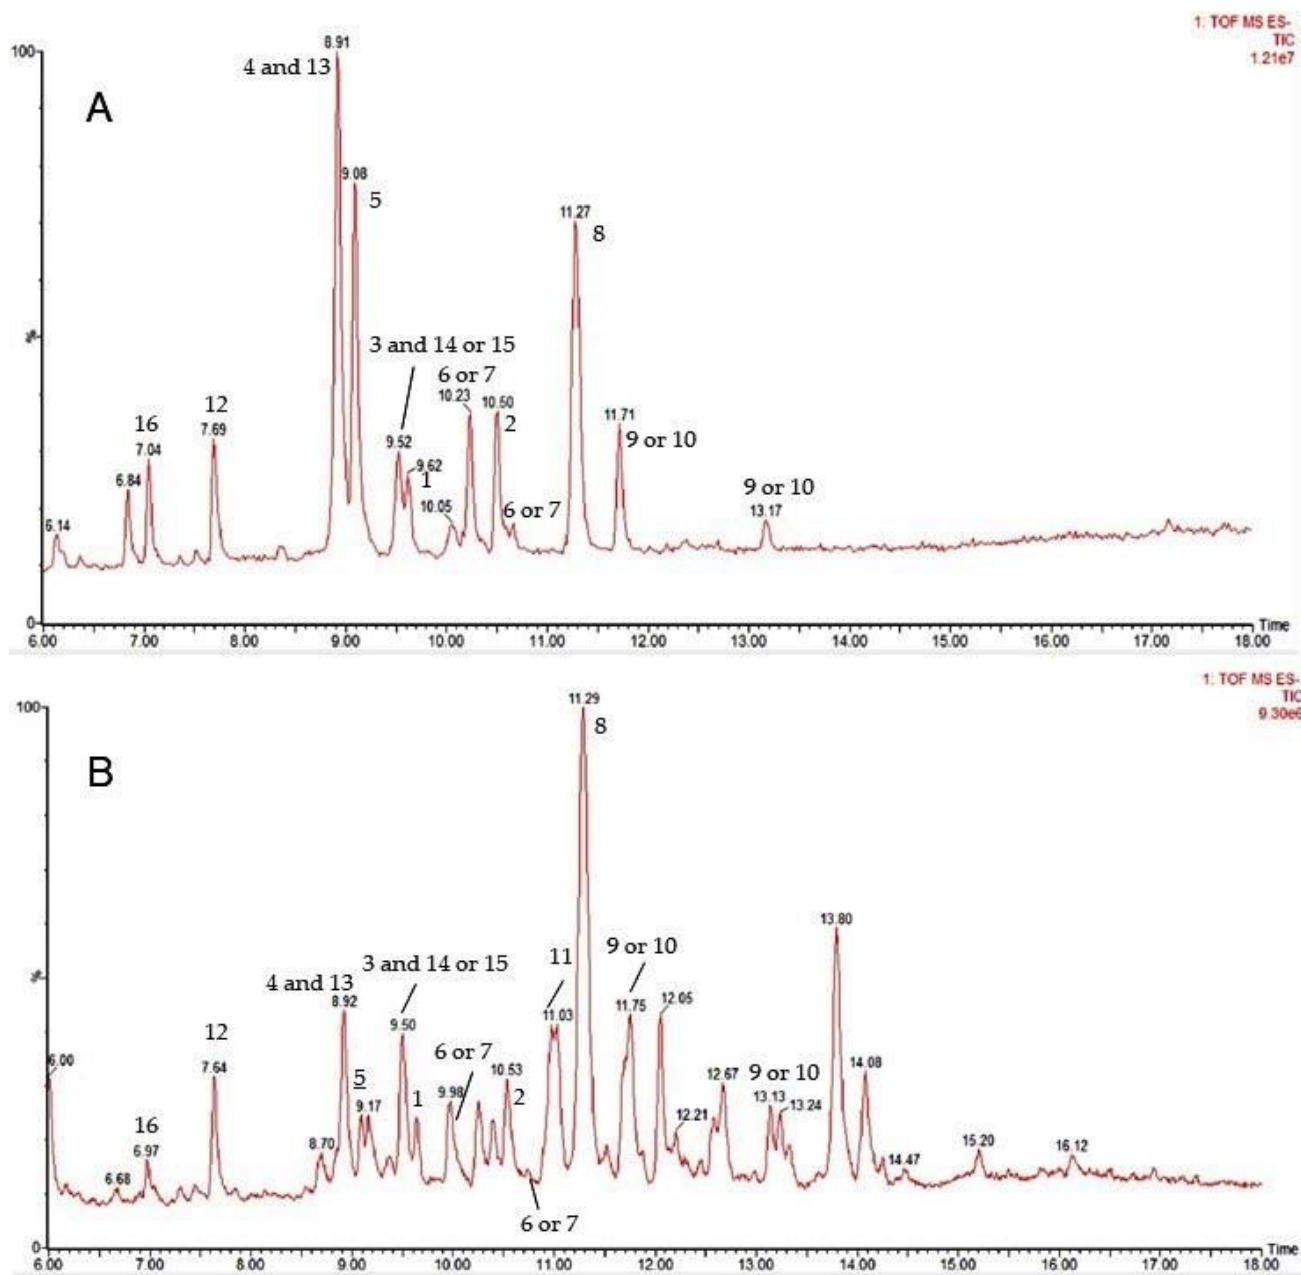 1: TOF MS ES-
TIC
1.21e7
100
8.91
4 and 13
A
9.08
5
11.27
8
%
3 and 14 or 15
6 or 7
10.23
10.50
2
12
7.69
16
7.04
9.52
9.62
1
11.71
9 or 10
6.84
10.05
6 or 7
9 or 10
13.17
6.14
0
6.00 7.00 8.00 9.00 10.00 11.00 12.00 13.00 14.00 15.00 16.00 17.00 18.00
Time
1: TOF MS ES-
TIC
9.30e6
100
11.29
8
B
13.80
9 or 10
11
3 and 14 or 15
%
4 and 13
8.92
12.05
11.75
11.03
9.50
12
7.64
6 or 7
6.00
5
9.17
9.98
10.53
2
1
12.67
9 or 10
13.13
13.24
14.08
16
6.97
8.70
12.21
6.68
14.47
15.20
16.12
6 or 7
0
6.00 7.00 8.00 9.00 10.00 11.00 12.00 13.00 14.00 15.00 16.00 17.00 18.00
Time